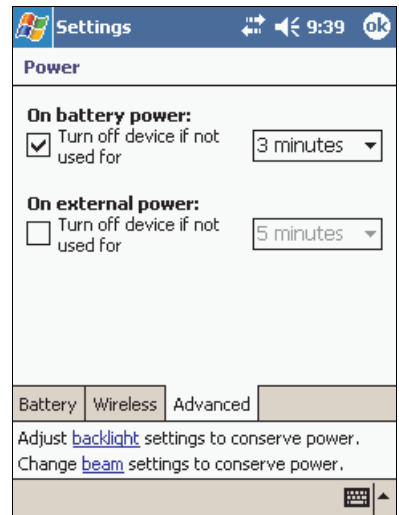 Settings 9:39 ok
Power
On battery power:
Turn off device if not
used for
3 minutes
On external power:
Turn off device if not
used for
5 minutes
Battery Wireless Advanced
Adjust backlight settings to conserve power.
Change beam settings to conserve power.